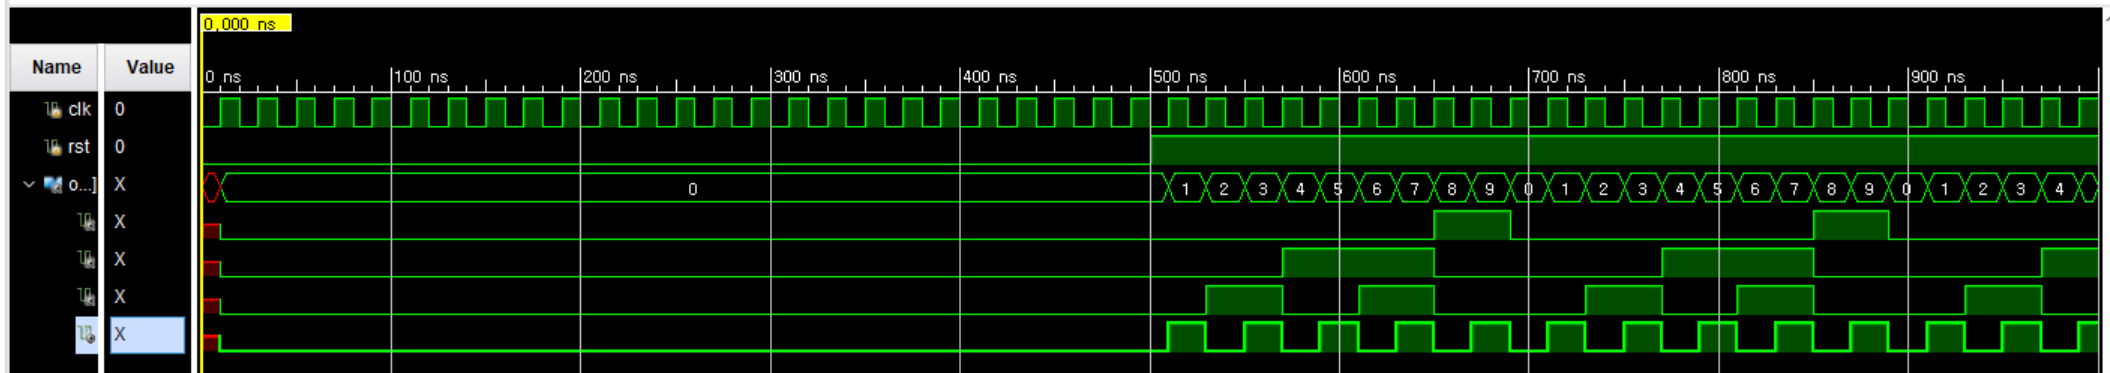 0,000 ns
Name Value
0 ns 100 ns 200 ns 300 ns 400 ns 500 ns 600 ns 700 ns 800 ns 900 ns
clk 0
rst 0
o...] X 0 1 2 3 4 5 6 7 8 9 0 1 2 3 4 5 6 7 8 9 0 1 2 3 4
X
X
X
X